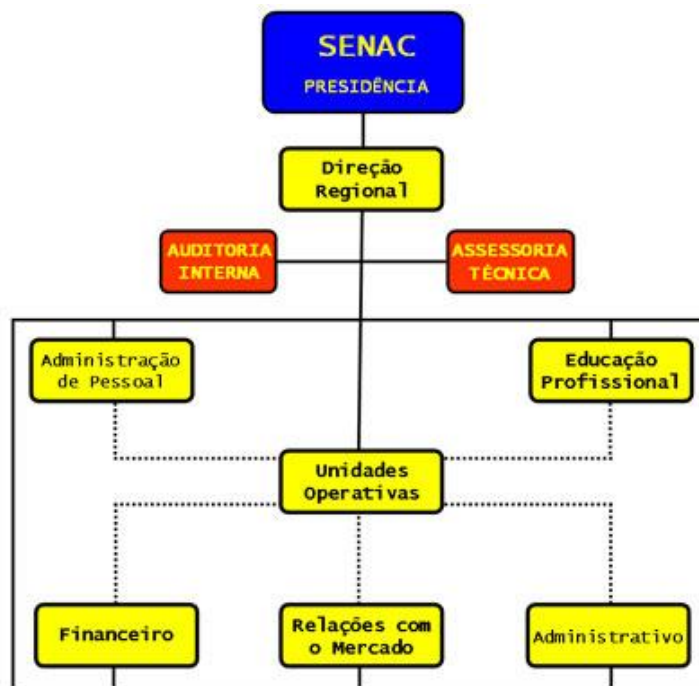 SENAC
PRESIDÊNCIA
Direção
Regional
AUDITORIA
INTERNA
ASSESSORIA
TÉCNICA
Administração
de Pessoal
Educação
Profissional
Unidades
Operativas
Financeiro
Relações com
o Mercado
Administrativo